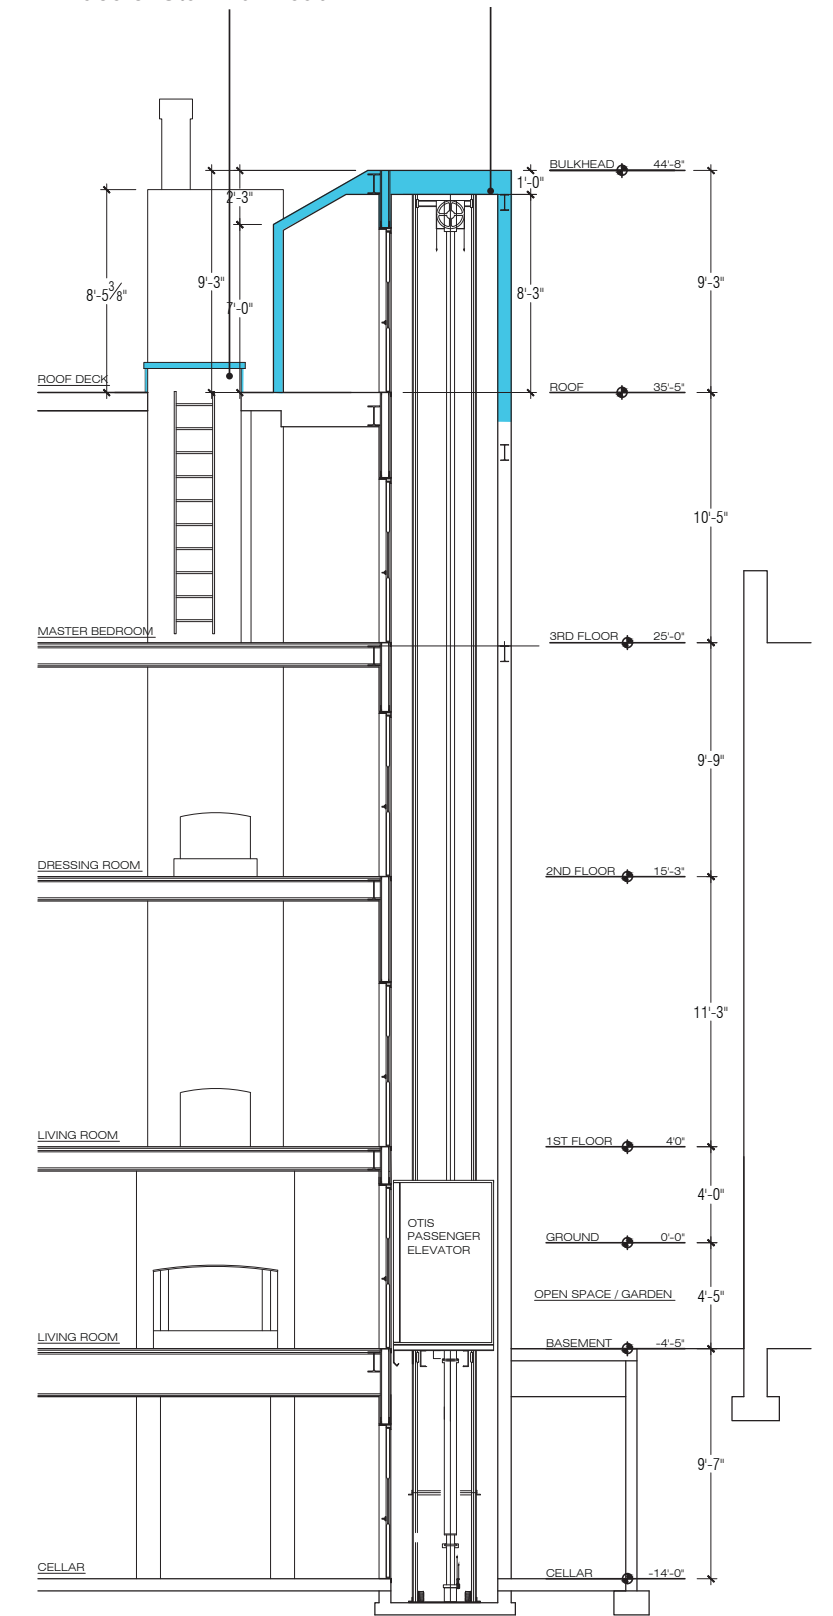 BULKHEAD 44'-8"
1'-0"
2'-3"
9'-3"
8'-5 3/8"
7'-0"
8'-3"
9'-3"
ROOF DECK
ROOF 35'-5"
10'-5"
MASTER BEDROOM
3RD FLOOR 25'-0"
9'-9"
DRESSING ROOM
2ND FLOOR 15'-3"
11'-3"
LIVING ROOM
1ST FLOOR 4'0"
4'-0"
OTIS
PASSENGER
ELEVATOR
GROUND 0'-0"
OPEN SPACE / GARDEN
4'-5"
LIVING ROOM
BASEMENT -4'-5"
9'-7"
CELLAR
CELLAR -14'-0"